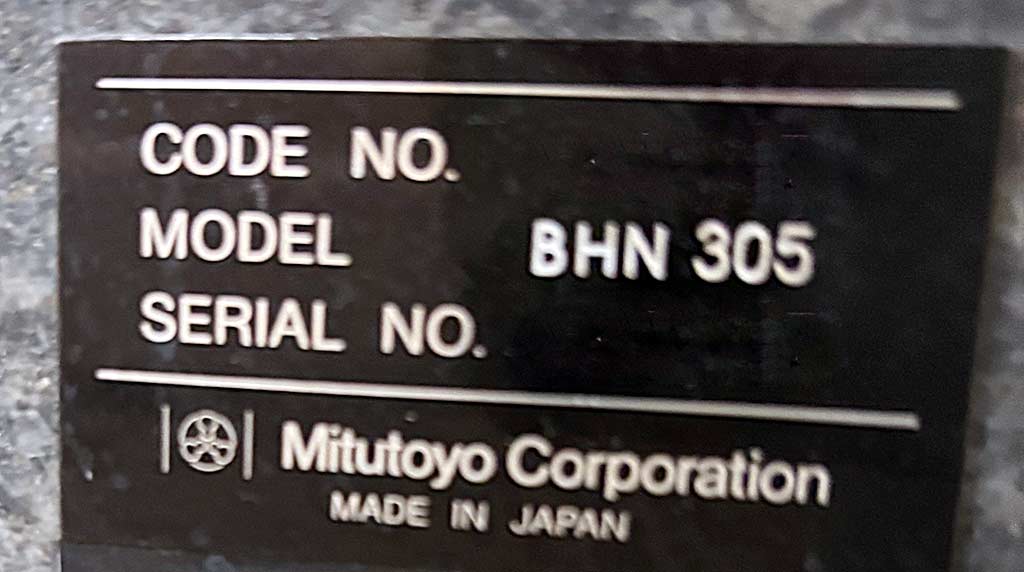 CODE NO.
MODEL BHN 305
SERIAL NO.
Mitutoyo Corporation
MADE IN JAPAN